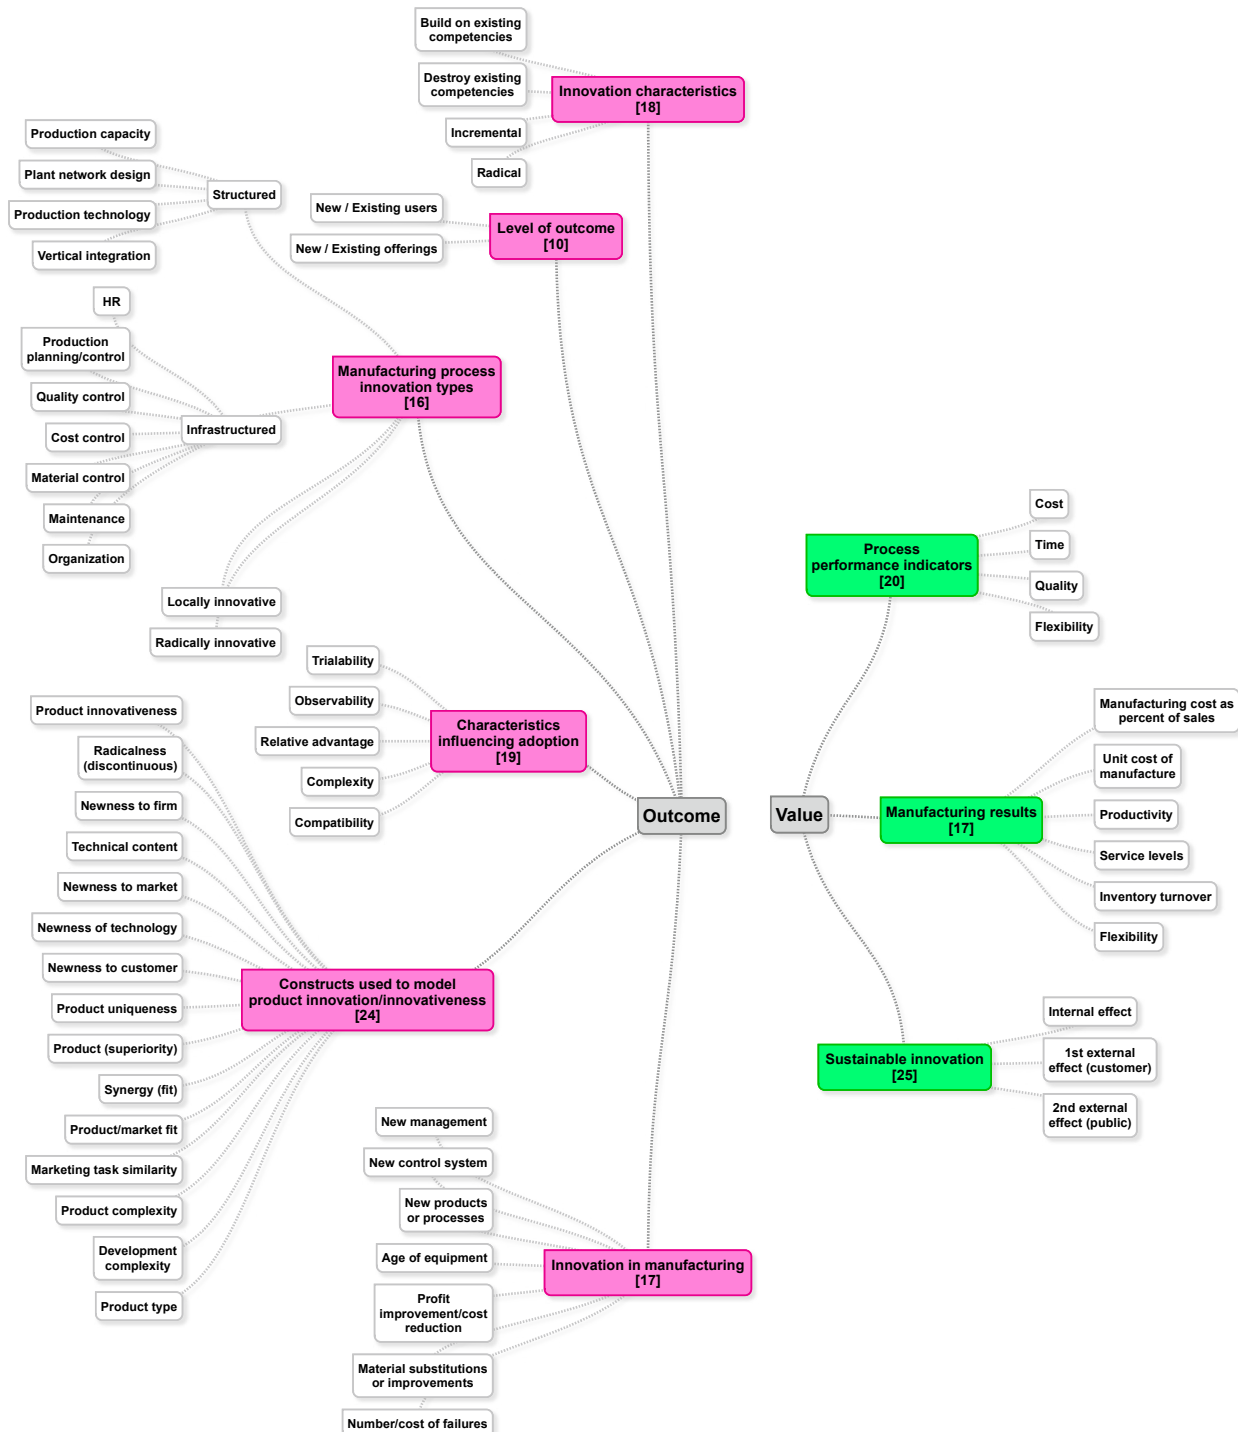 Build on existing
competencies
Destroy existing
competencies
Incremental
Radical
Innovation characteristics
[18]
New / Existing users
New / Existing offerings
Level of outcome
[10]
Production capacity
Plant network design
Production technology
Vertical integration
Structured
HR
Production
planning/control
Quality control
Cost control
Material control
Maintenance
Organization
Infrastructured
Manufacturing process
innovation types
[16]
Locally innovative
Radically innovative
Trialability
Observability
Relative advantage
Complexity
Compatibility
Characteristics
influencing adoption
[19]
Outcome
Product innovativeness
Radicalness
(discontinuous)
Newness to firm
Technical content
Newness to market
Newness of technology
Newness to customer
Product uniqueness
Product (superiority)
Synergy (fit)
Product/market fit
Marketing task similarity
Product complexity
Development
complexity
Product type
Constructs used to model
product innovation/innovativeness
[24]
New management
New control system
New products
or processes
Age of equipment
Profit
improvement/cost
reduction
Material substitutions
or improvements
Number/cost of failures
Innovation in manufacturing
[17]
Value
Process
performance indicators
[20]
Cost
Time
Quality
Flexibility
Manufacturing results
[17]
Manufacturing cost as
percent of sales
Unit cost of
manufacture
Productivity
Service levels
Inventory turnover
Flexibility
Sustainable innovation
[25]
Internal effect
1st external
effect (customer)
2nd external
effect (public)